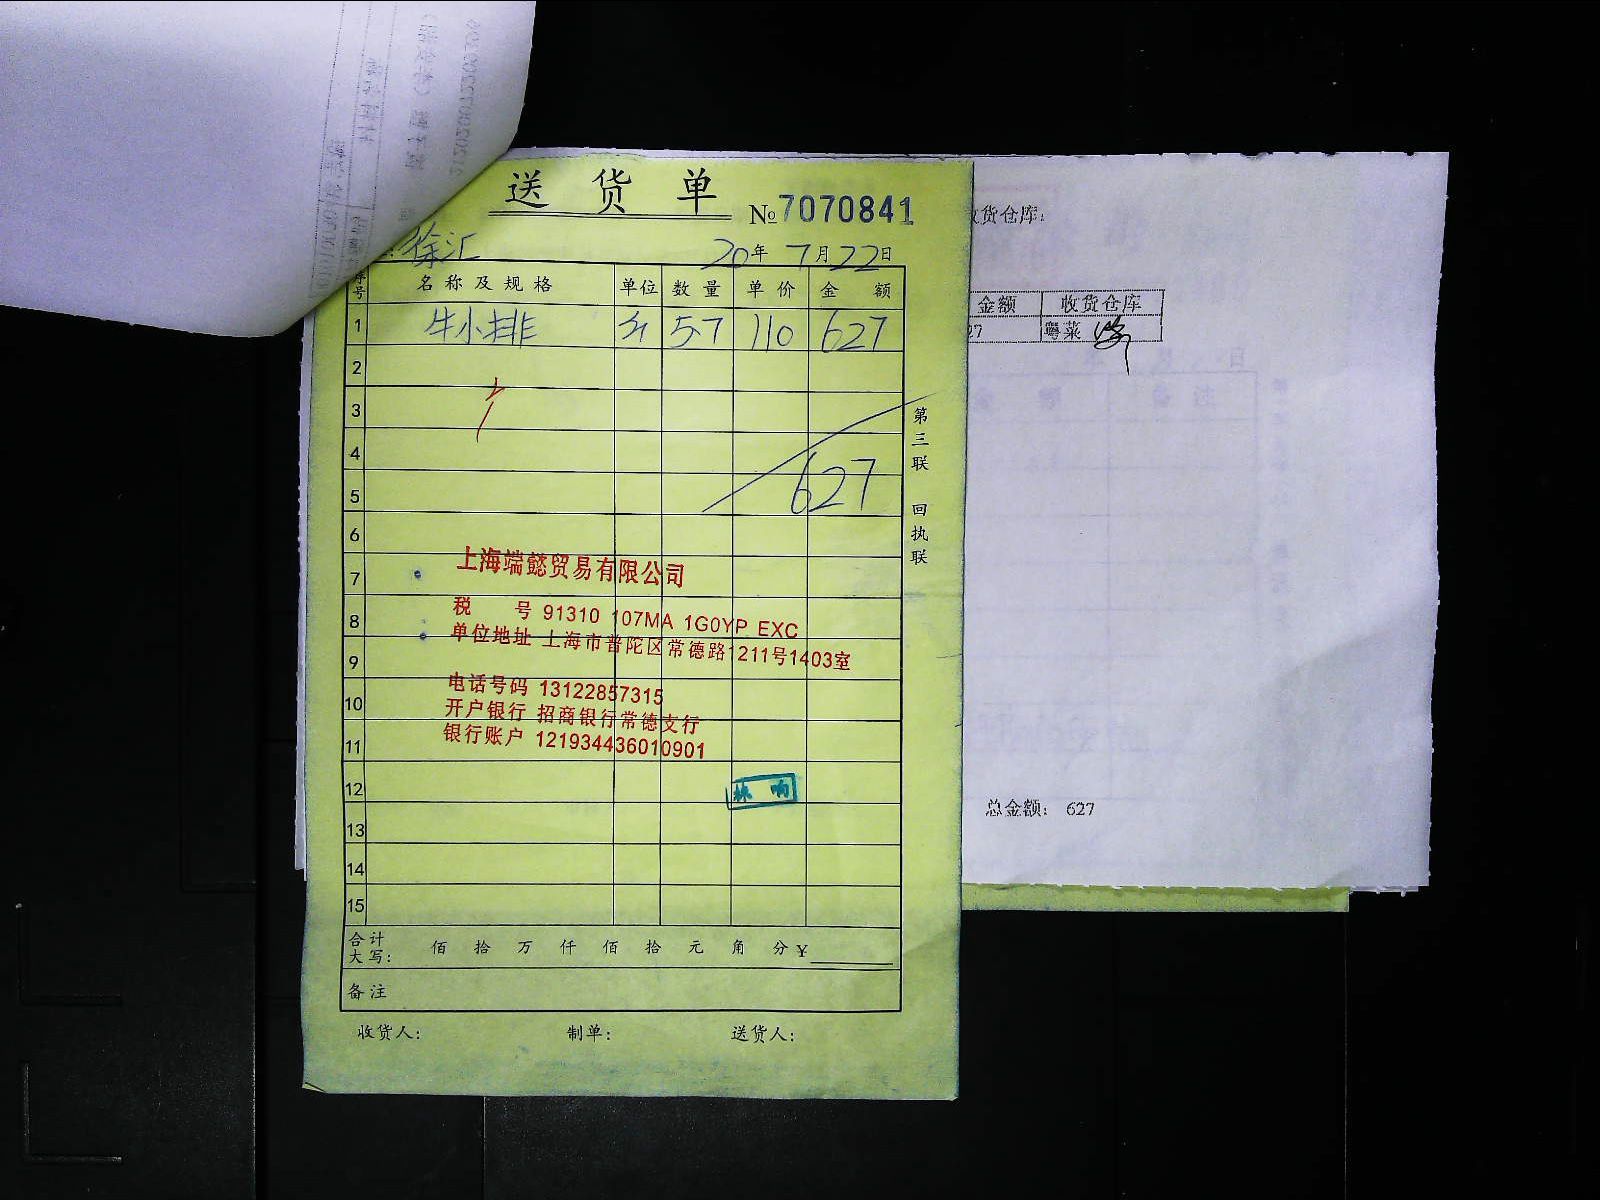 送货单
№7070841
徐汇
20年7月22日
序号 名称及规格 单位 数量 单价 金额
1 牛小排 斤 5.7 110 627
2
3
4
627
5
6
7
8
9
10
11
12
13
14
15
上海端懿贸易有限公司
税 号 91310 107MA 1G0YP EXC
单位地址 上海市普陀区常德路1211号1403室
电话号码 13122857315
开户银行 招商银行常德支行
银行账户 121934436010901
合计大写: 佰 拾 万 仟 佰 拾 元 角 分 ¥
备注
收货人: 制单: 送货人:
第三联 回执联
收货仓库:
金额 收货仓库
27 粤菜
总金额: 627